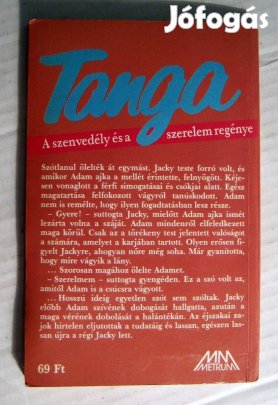 Jófogás
Tanga
A szenvedély és a szerelem regénye
Szótlanul ölelték át egymást. Jacky teste forró volt, és
amikor Adam ajka a mellét érintette, felnyögött. Kéje-
sen vonaglott a férfi simogatásai és csókjai alatt. Egész
magatartása felfokozott vágyról tanúskodott. Adam
nem is remélte, hogy ilyen fogadtatásban lesz része.
– Gyere! – suttogta Jacky, mielőtt Adam ajka ismét
lezárta volna a száját. Adam mindenről elfeledkezett
maga körül. Csak az a törékeny test jelentett valóságot
a számára, amelyet a karjában tartott. Olyan erősen fi-
gyelt Jackyre, ahogyan nőre még soha. Már gyanította,
hogy mire vágyik a lány.
... Szorosan magához ölelte Adamet.
– Szerelmem – suttogta gyengéden. Ez a szó volt az,
amitől Adam is a csúcsra vágyott.
... Hosszú ideig egyetlen szót sem szóltak. Jacky
előbb Adam szívének dobogását hallgatta, azután a
maga vérének dobolását a halántékán. Az éjszakai za-
jok hirtelen eljutottak a tudatáig és lassan, egészen las-
san újra a régi Jacky lett.
69 Ft
MM
METRUM